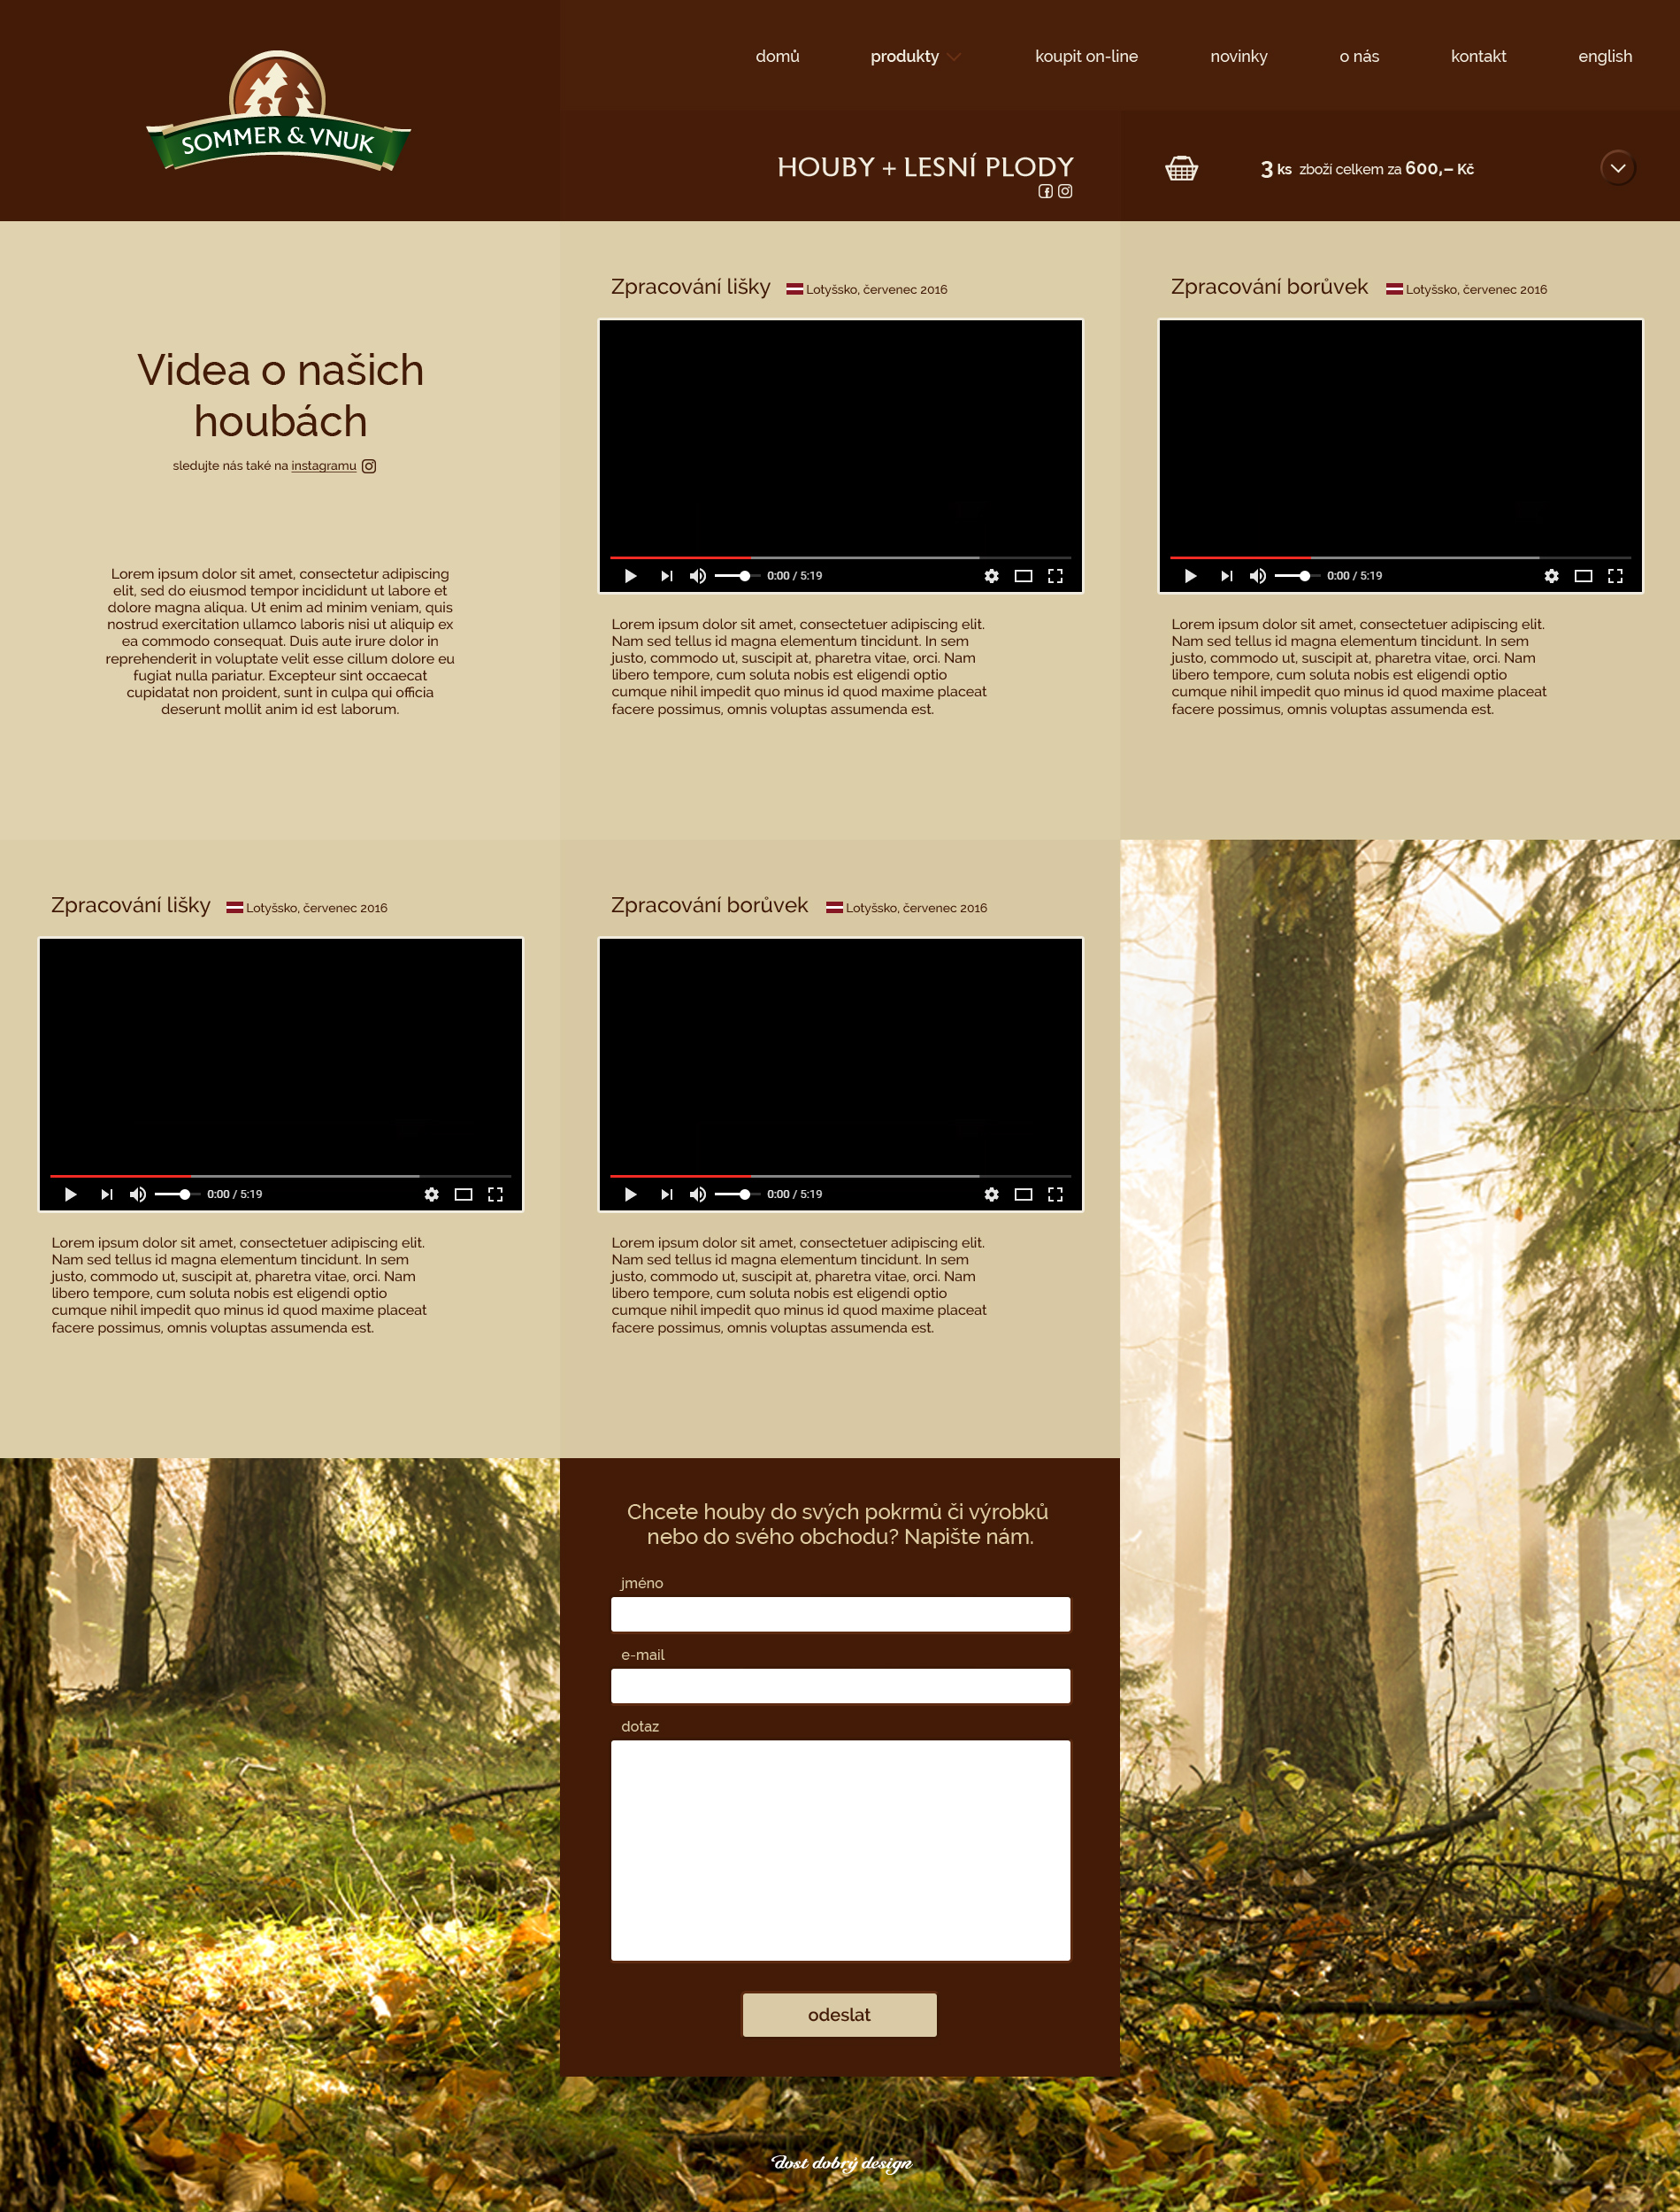 domů
produkty
koupit on-line
novinky
o nás
kontakt
english
SOMMER & VNUK
HOUBY + LESNÍ PLODY
3 ks zboží celkem za 600,– Kč
Videa o našich
houbách
sledujte nás také na instagramu
Lorem ipsum dolor sit amet, consectetur adipiscing
elit, sed do eiusmod tempor incididunt ut labore et
dolore magna aliqua. Ut enim ad minim veniam, quis
nostrud exercitation ullamco laboris nisi ut aliquip ex
ea commodo consequat. Duis aute irure dolor in
reprehenderit in voluptate velit esse cillum dolore eu
fugiat nulla pariatur. Excepteur sint occaecat
cupidatat non proident, sunt in culpa qui officia
deserunt mollit anim id est laborum.
Zpracování lišky Lotyšsko, červenec 2016
0:00 / 5:19
Lorem ipsum dolor sit amet, consectetuer adipiscing elit.
Nam sed tellus id magna elementum tincidunt. In sem
justo, commodo ut, suscipit at, pharetra vitae, orci. Nam
libero tempore, cum soluta nobis est eligendi optio
cumque nihil impedit quo minus id quod maxime placeat
facere possimus, omnis voluptas assumenda est.
Zpracování borůvek Lotyšsko, červenec 2016
0:00 / 5:19
Lorem ipsum dolor sit amet, consectetuer adipiscing elit.
Nam sed tellus id magna elementum tincidunt. In sem
justo, commodo ut, suscipit at, pharetra vitae, orci. Nam
libero tempore, cum soluta nobis est eligendi optio
cumque nihil impedit quo minus id quod maxime placeat
facere possimus, omnis voluptas assumenda est.
Zpracování lišky Lotyšsko, červenec 2016
0:00 / 5:19
Lorem ipsum dolor sit amet, consectetuer adipiscing elit.
Nam sed tellus id magna elementum tincidunt. In sem
justo, commodo ut, suscipit at, pharetra vitae, orci. Nam
libero tempore, cum soluta nobis est eligendi optio
cumque nihil impedit quo minus id quod maxime placeat
facere possimus, omnis voluptas assumenda est.
Zpracování borůvek Lotyšsko, červenec 2016
0:00 / 5:19
Lorem ipsum dolor sit amet, consectetuer adipiscing elit.
Nam sed tellus id magna elementum tincidunt. In sem
justo, commodo ut, suscipit at, pharetra vitae, orci. Nam
libero tempore, cum soluta nobis est eligendi optio
cumque nihil impedit quo minus id quod maxime placeat
facere possimus, omnis voluptas assumenda est.
Chcete houby do svých pokrmů či výrobků
nebo do svého obchodu? Napište nám.
jméno
e-mail
dotaz
odeslat
dost dobrý design